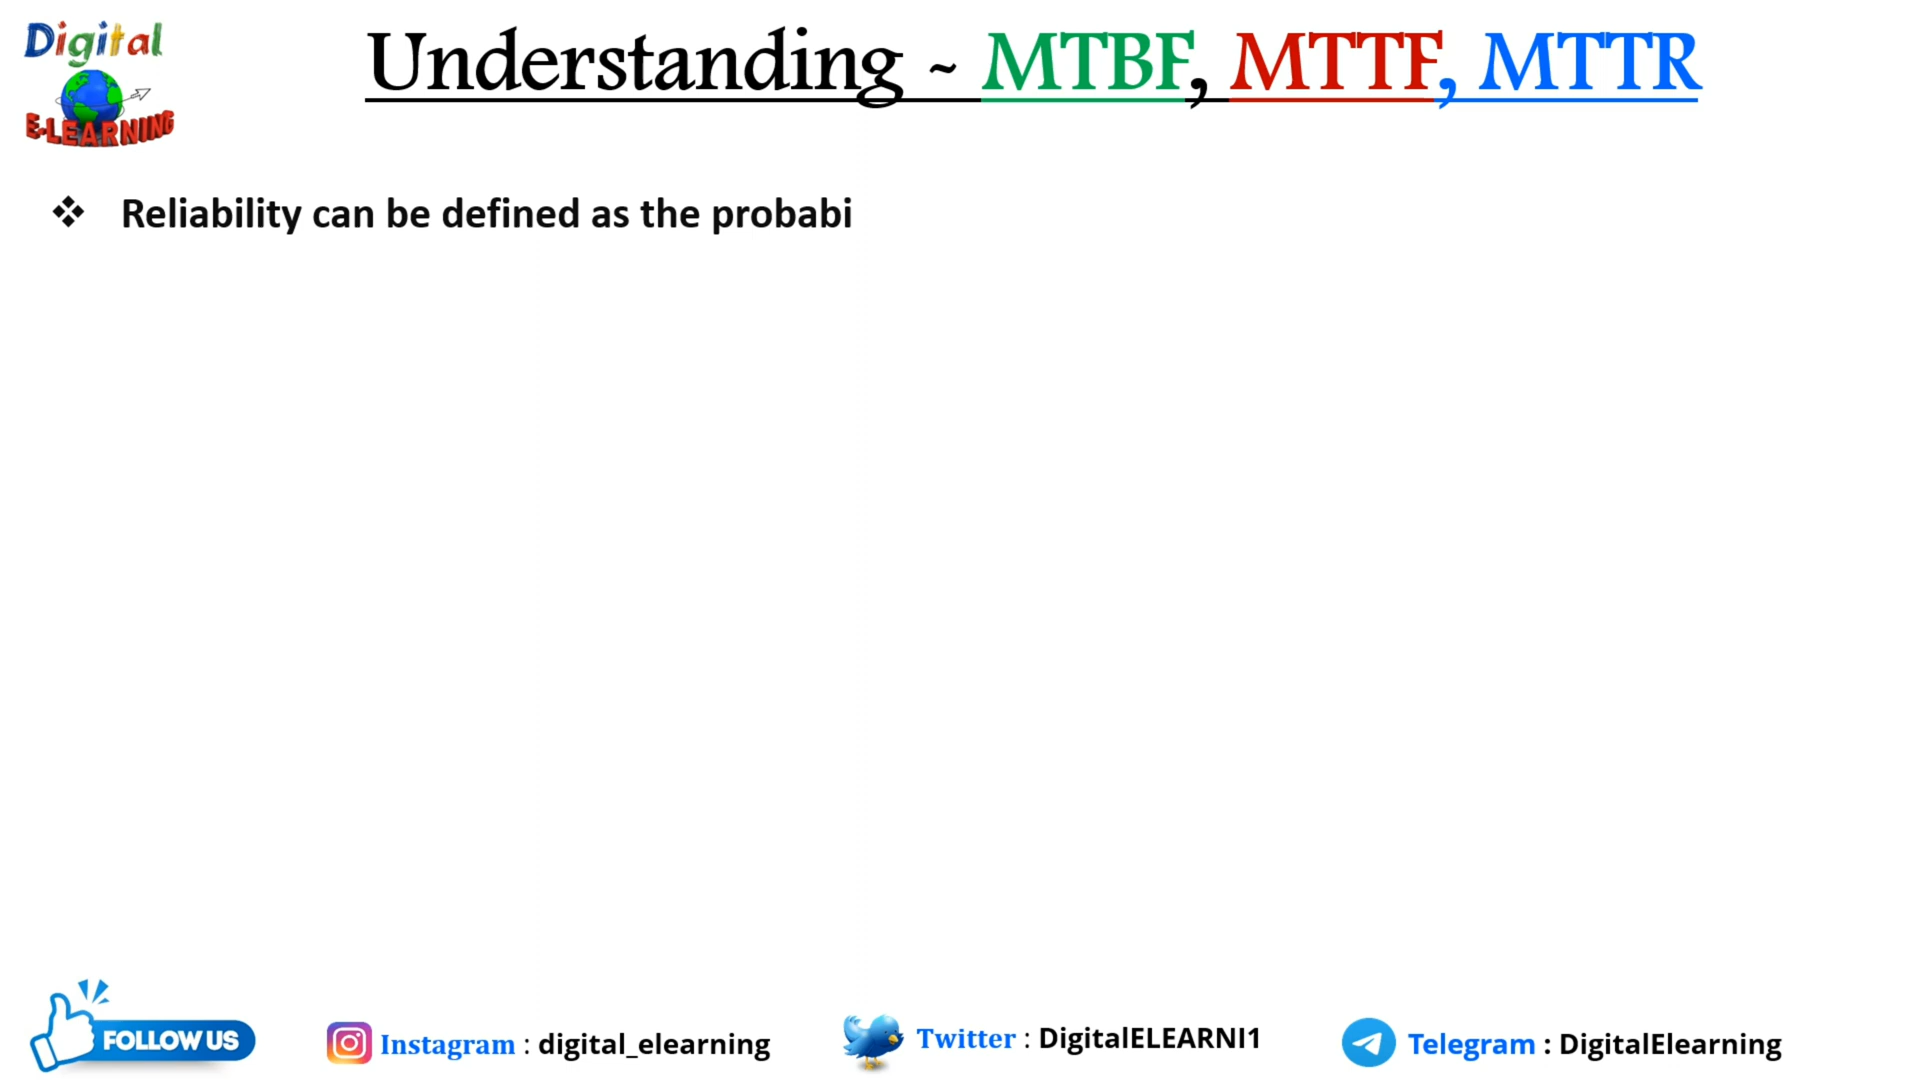 Digital
E-LEARNING
Understanding ~ MTBF, MTTF, MTTR
❖ Reliability can be defined as the probabi
FOLLOW US
Instagram : digital_elearning
Twitter : DigitalELEARNI1
Telegram : DigitalElearning